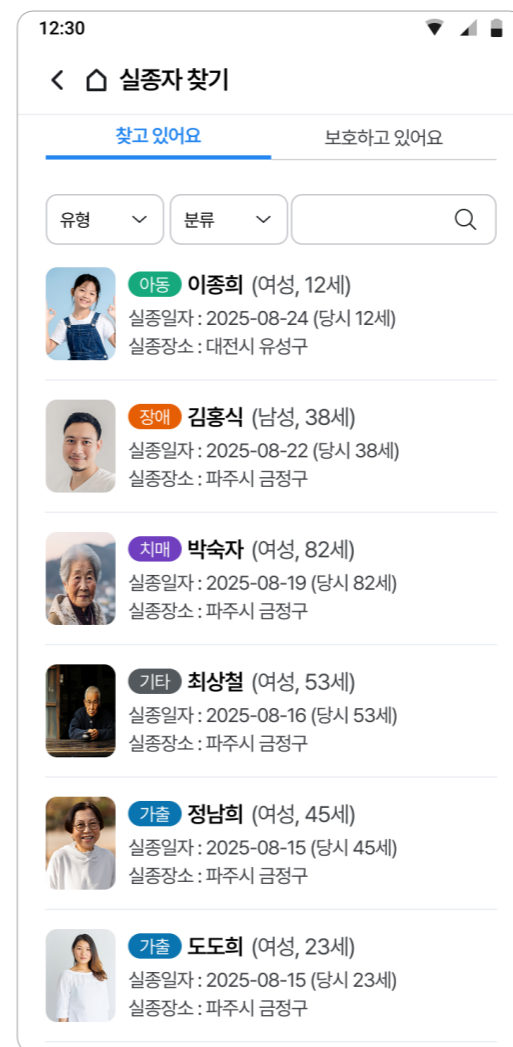 12:30
실종자 찾기
찾고 있어요
보호하고 있어요
유형
분류
아동 이종희 (여성, 12세)
실종일자 : 2025-08-24 (당시 12세)
실종장소 : 대전시 유성구
장애 김홍식 (남성, 38세)
실종일자 : 2025-08-22 (당시 38세)
실종장소 : 파주시 금정구
치매 박숙자 (여성, 82세)
실종일자 : 2025-08-19 (당시 82세)
실종장소 : 파주시 금정구
기타 최상철 (여성, 53세)
실종일자 : 2025-08-16 (당시 53세)
실종장소 : 파주시 금정구
가출 정남희 (여성, 45세)
실종일자 : 2025-08-15 (당시 45세)
실종장소 : 파주시 금정구
가출 도도희 (여성, 23세)
실종일자 : 2025-08-15 (당시 23세)
실종장소 : 파주시 금정구